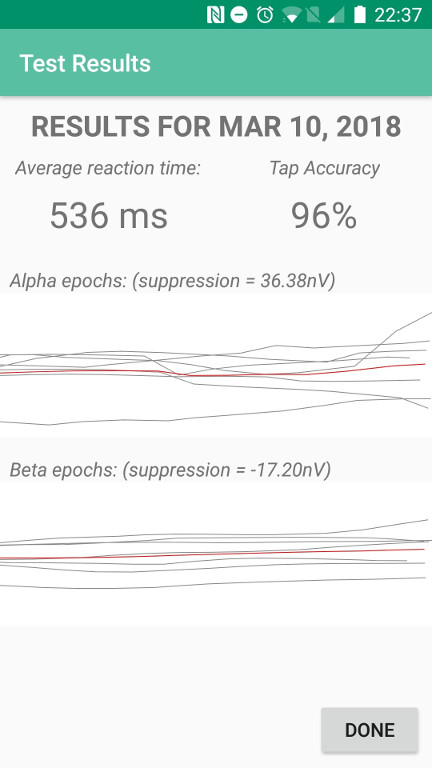 22:37
Test Results
RESULTS FOR MAR 10, 2018
Average reaction time: Tap Accuracy
536 ms 96%
Alpha epochs: (suppression = 36.38nV)
Beta epochs: (suppression = -17.20nV)
DONE